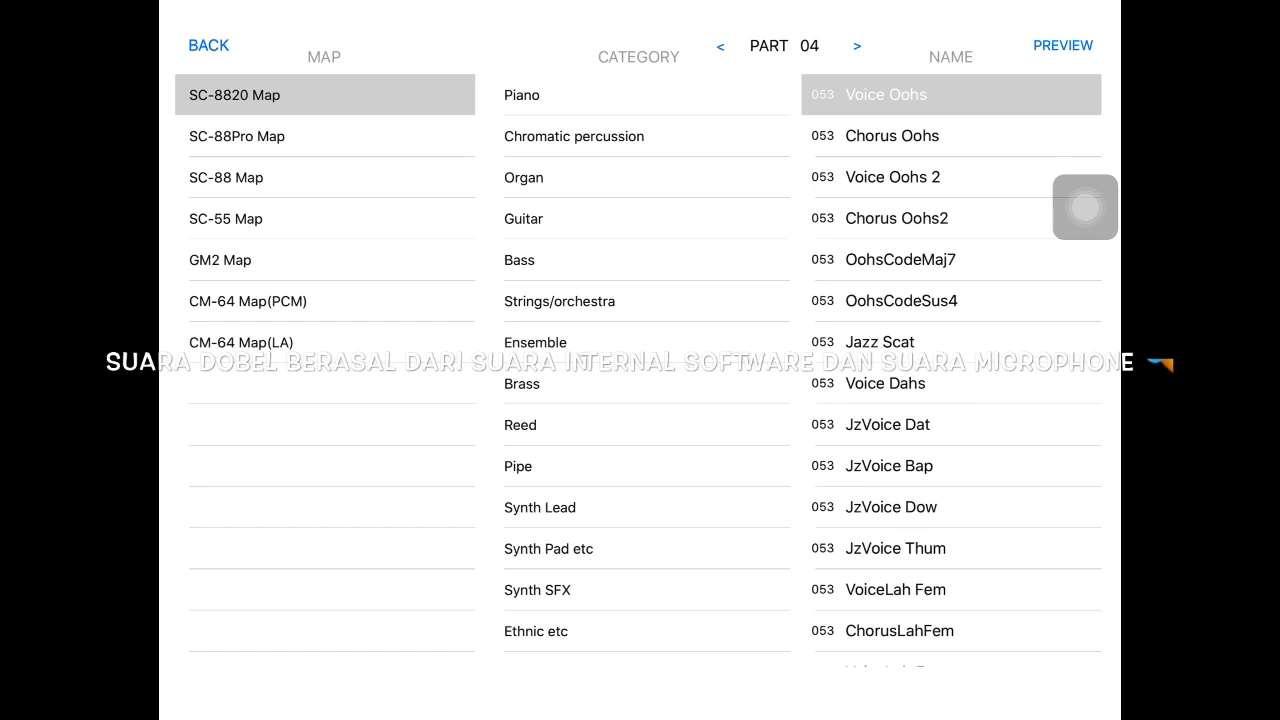 BACK
MAP
CATEGORY
< PART 04 >
NAME
PREVIEW
SC-8820 Map
SC-88Pro Map
SC-88 Map
SC-55 Map
GM2 Map
CM-64 Map(PCM)
CM-64 Map(LA)
Piano
Chromatic percussion
Organ
Guitar
Bass
Strings/orchestra
Ensemble
Brass
Reed
Pipe
Synth Lead
Synth Pad etc
Synth SFX
Ethnic etc
053 Voice Oohs
053 Chorus Oohs
053 Voice Oohs 2
053 Chorus Oohs2
053 OohsCodeMaj7
053 OohsCodeSus4
053 Jazz Scat
053 Voice Dahs
053 JzVoice Dat
053 JzVoice Bap
053 JzVoice Dow
053 JzVoice Thum
053 VoiceLah Fem
053 ChorusLahFem
SUARA DOBEL BERASAL DARI SUARA INTERNAL SOFTWARE DAN SUARA MICROPHONE